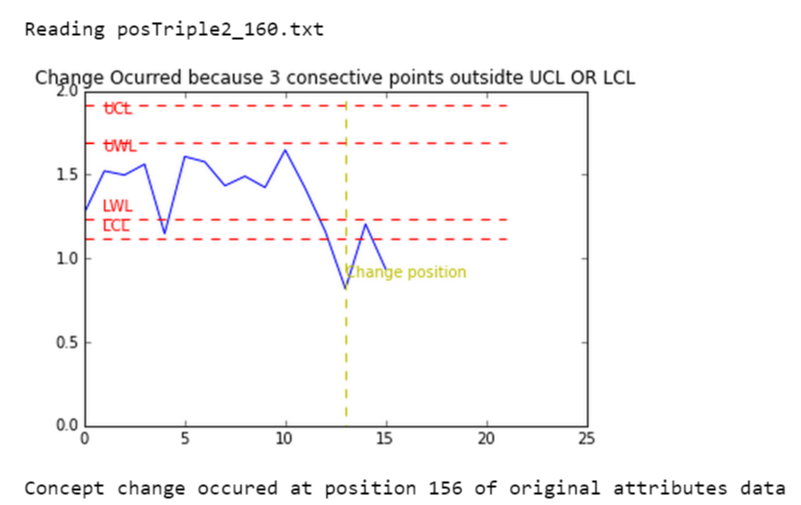 Reading posTriple2_160.txt
Change Ocurred because 3 consective points outsidte UCL OR LCL
2.0
UCL
UWL
1.5
LWL
LCL
1.0
Change position
0.5
0.0
0 5 10 15 20 25
Concept change occured at position 156 of original attributes data